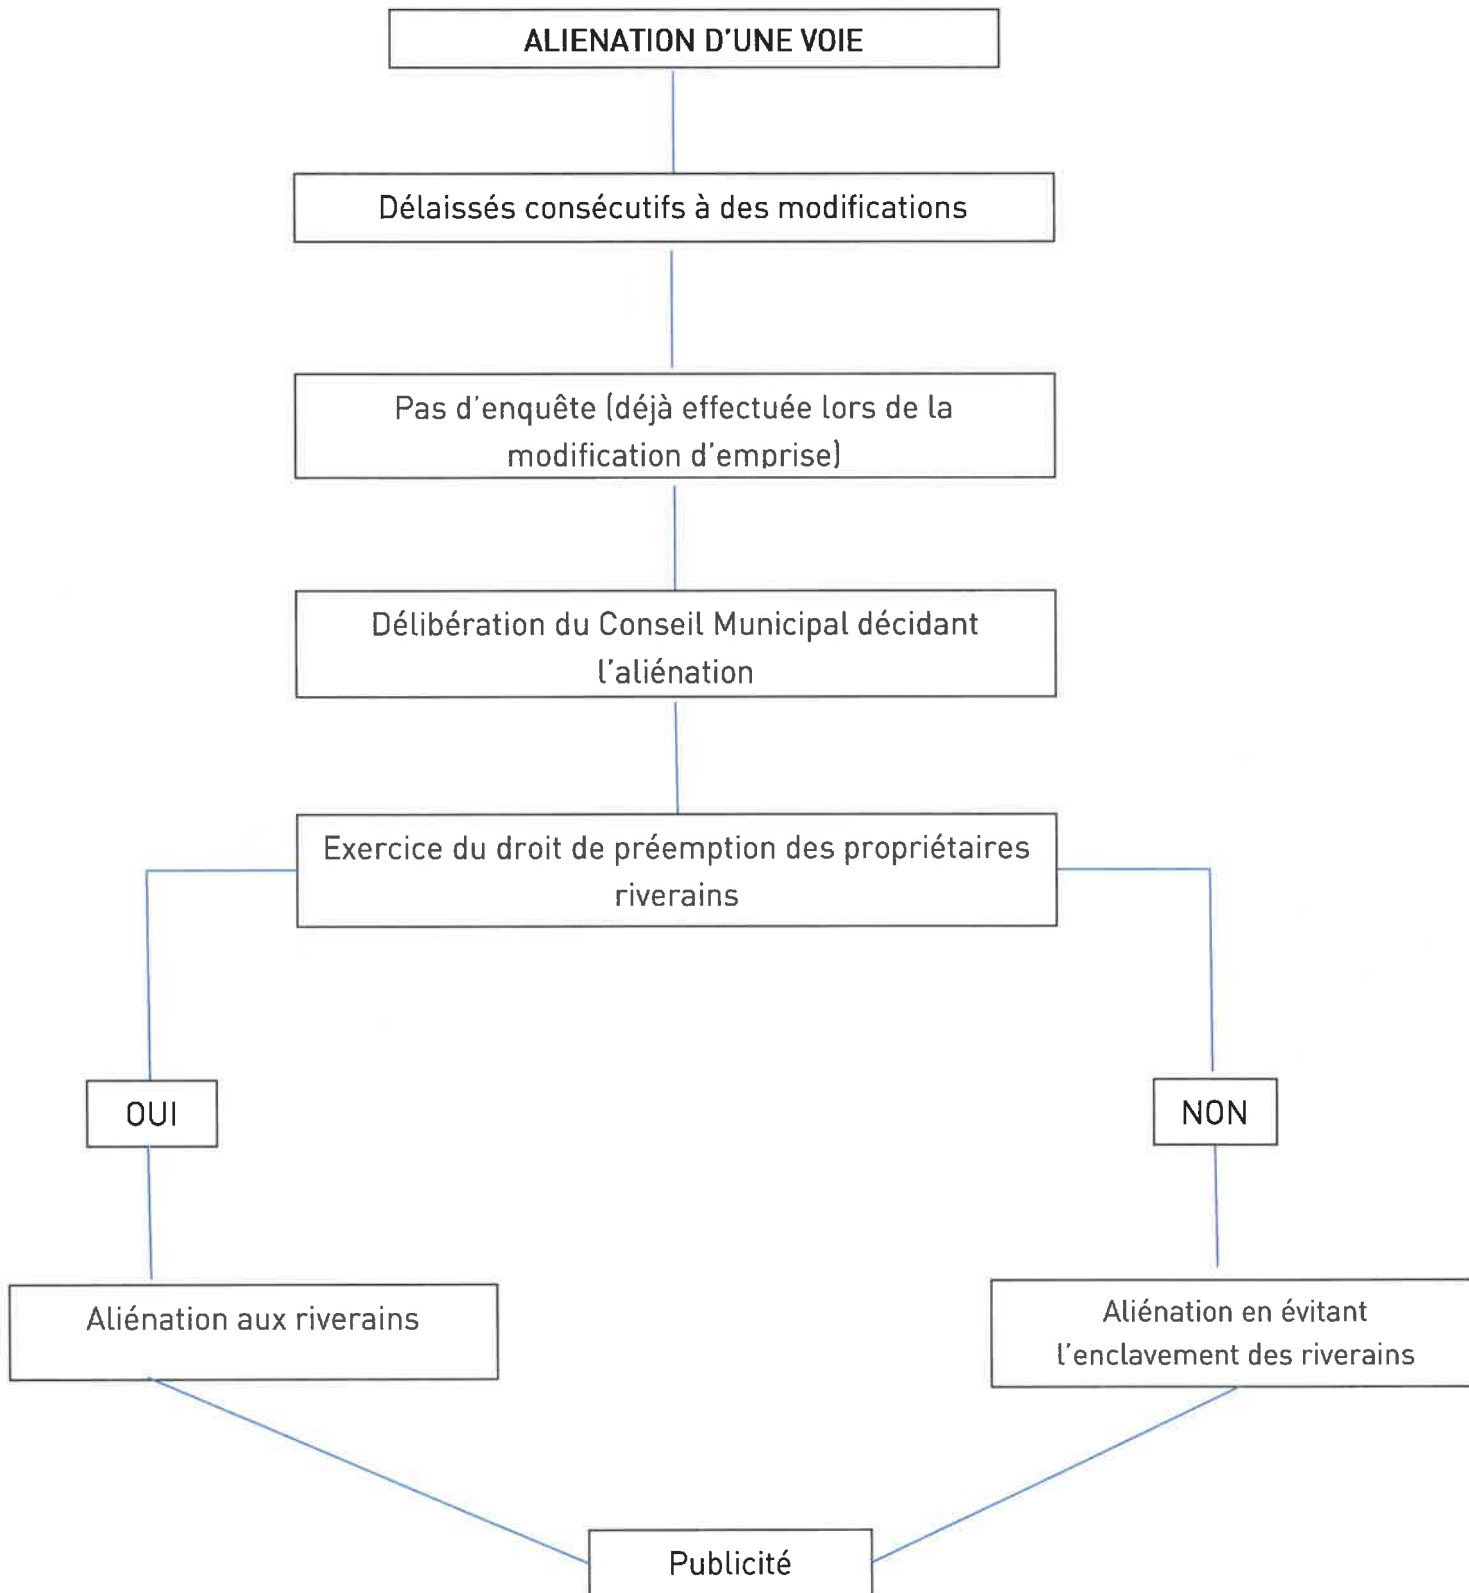 ALIENATION D'UNE VOIE
Délaissés consécutifs à des modifications
Pas d'enquête (déjà effectuée lors de la
modification d'emprise)
Délibération du Conseil Municipal décidant
l'aliénation
Exercice du droit de préemption des propriétaires
riverains
OUI
NON
Aliénation aux riverains
Aliénation en évitant
l'enclavement des riverains
Publicité